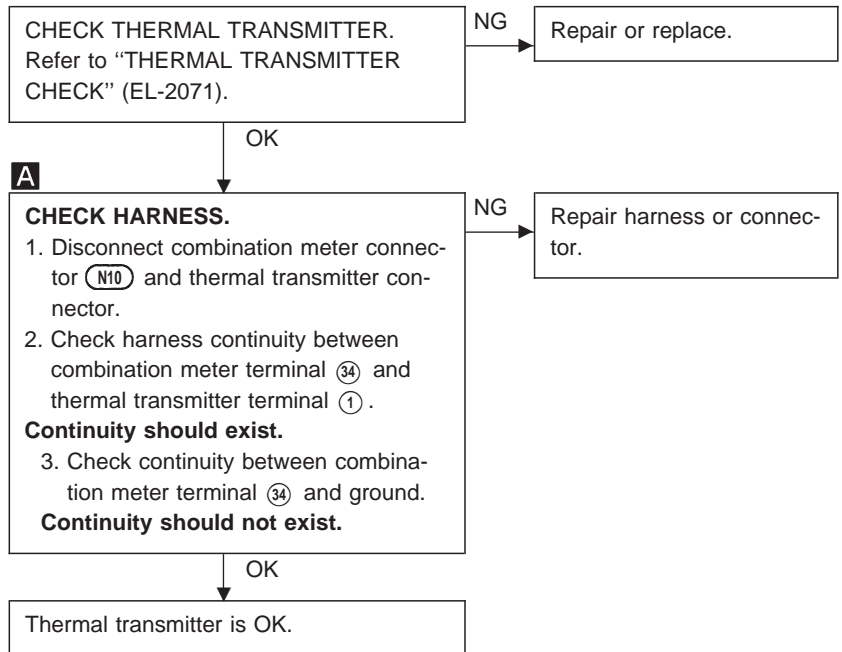 CHECK THERMAL TRANSMITTER.
Refer to “THERMAL TRANSMITTER
CHECK’’ (EL-2071).
NG
Repair or replace.
OK
A
CHECK HARNESS.
1. Disconnect combination meter connec-
tor N10 and thermal transmitter con-
nector.
2. Check harness continuity between
combination meter terminal 34 and
thermal transmitter terminal 1 .
Continuity should exist.
3. Check continuity between combina-
tion meter terminal 34 and ground.
Continuity should not exist.
NG
Repair harness or connec-
tor.
OK
Thermal transmitter is OK.